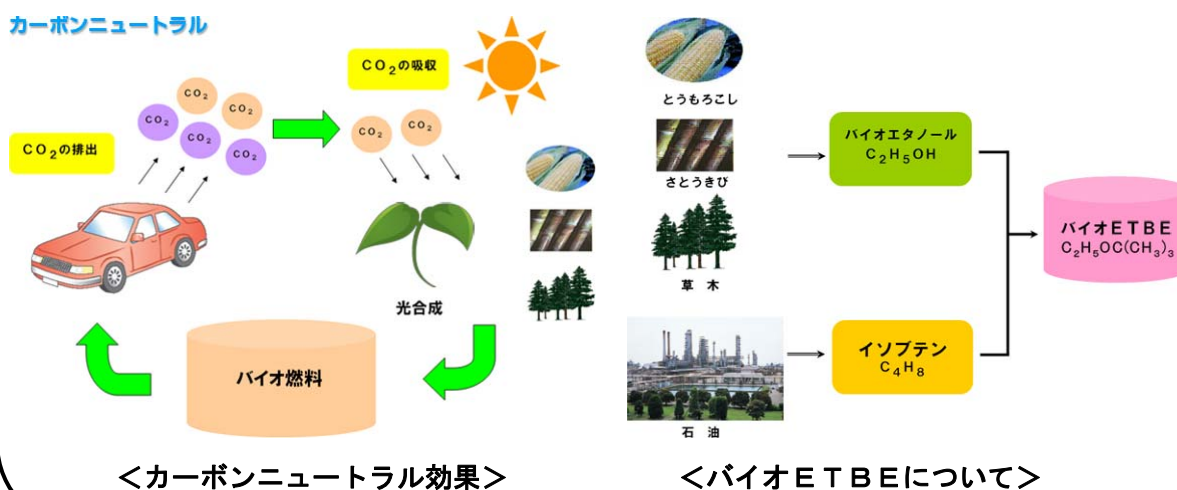 カーボンニュートラル
CO₂の排出
CO₂
CO₂
CO₂
CO₂
CO₂
CO₂の吸収
CO₂
CO₂
光合成
バイオ燃料
＜カーボンニュートラル効果＞
とうもろこし
さとうきび
草　木
石　油
バイオエタノール
C₂H₅OH
イソブテン
C₄H₈
バイオＥＴＢＥ
C₂H₅OC(CH₃)₃
＜バイオＥＴＢＥについて＞